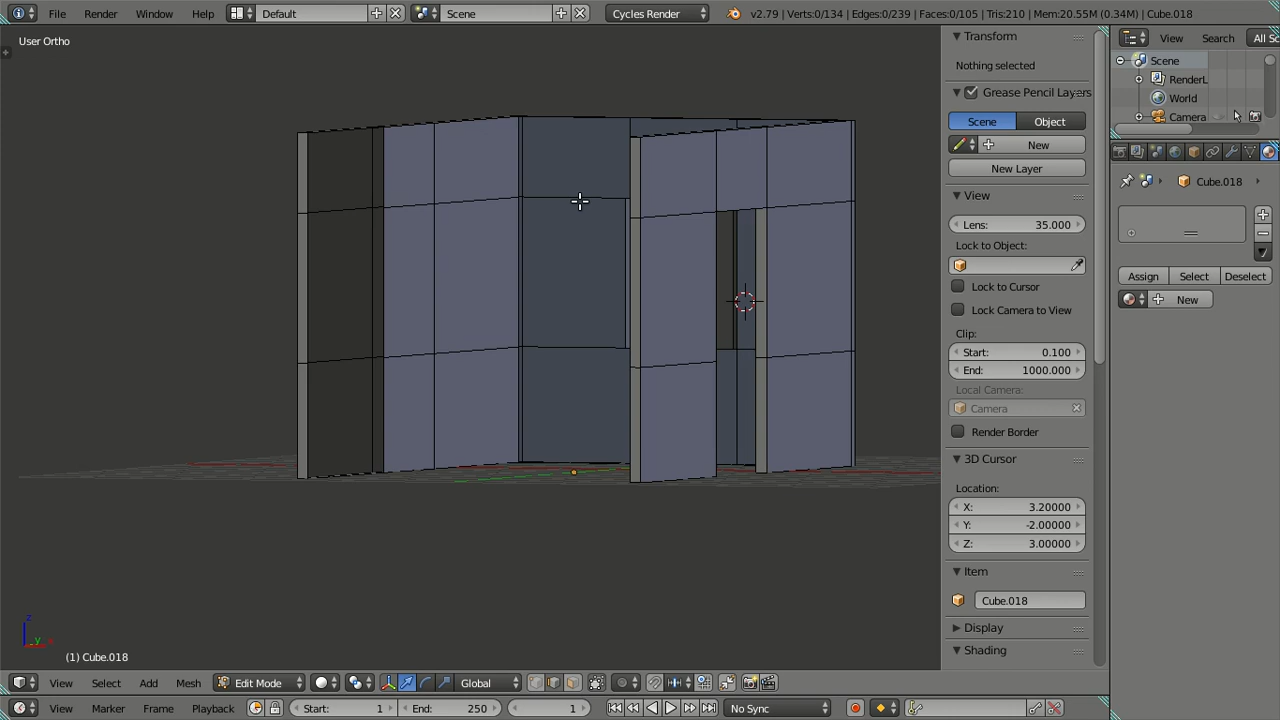 File Render Window Help Default Scene Cycles Render v2.79 | Verts:0/134 | Edges:0/239 | Faces:0/105 | Tris:210 | Mem:20.55M (0.34M) | Cube.018
User Ortho
Transform
Nothing selected
Grease Pencil Layers
Scene Object
New
New Layer
View
Lens: 35.000
Lock to Object:
Lock to Cursor
Lock Camera to View
Clip:
Start: 0.100
End: 1000.000
Local Camera:
Camera
Render Border
3D Cursor
Location:
X: 3.20000
Y: -2.00000
Z: 3.00000
Item
Cube.018
Display
Shading
View Search All Sc
Scene
RenderL
World
Camera
Cube.018
Assign Select Deselect
New
z
y x
(1) Cube.018
View Select Add Mesh Edit Mode Global
View Marker Frame Playback Start: 1 End: 250 1 No Sync